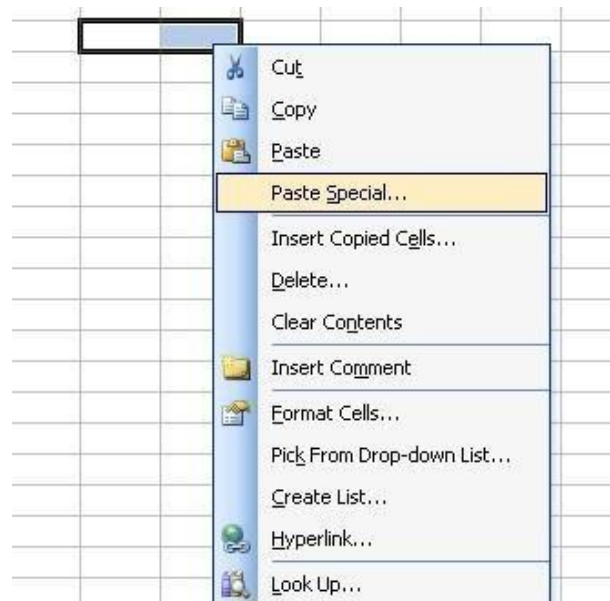 Cut
Copy
Paste
Paste Special...
Insert Copied Cells...
Delete...
Clear Contents
Insert Comment
Format Cells...
Pick From Drop-down List...
Create List...
Hyperlink...
Look Up...